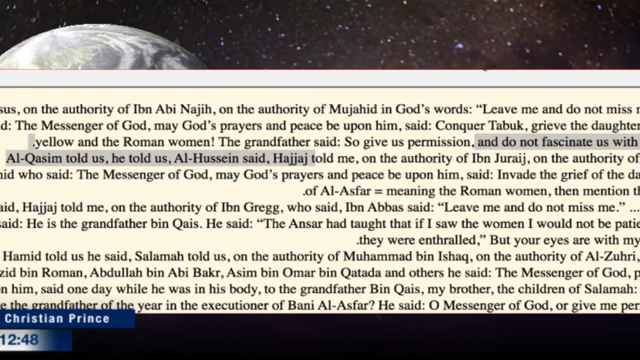 sus, on the authority of Ibn Abi Najih, on the authority of Mujahid in God's words: "Leave me and do not miss m
id: The Messenger of God, may God's prayers and peace be upon him, said: Conquer Tabuk, grieve the daughte
.yellow and the Roman women! The grandfather said: So give us permission, and do not fascinate us with
Al-Qasim told us, he told us, Al-Hussein said, Hajjaj told me, on the authority of Ibn Juraij, on the authority of
hid who said: The Messenger of God, may God's prayers and peace be upon him, said: Invade the grief of the da
.of Al-Asfar = meaning the Roman women, then mention th
said, Hajjaj told me, on the authority of Ibn Gregg, who said, Ibn Abbas said: "Leave me and do not miss me." ...
said: He is the grandfather bin Qais. He said: "The Ansar had taught that if I saw the women I would not be patie
.they were enthralled," But your eyes are with my
Hamid told us he said, Salamah told us, on the authority of Muhammad bin Ishaq, on the authority of Al-Zuhri,
zid bin Roman, Abdullah bin Abi Bakr, Asim bin Omar bin Qatada and others he said: The Messenger of God, p
on him, said one day while he was in his body, to the grandfather Bin Qais, my brother, the children of Salamah:
e the grandfather of the year in the executioner of Bani Al-Asfar? He said: O Messenger of God, or give me per
Christian Prince
12:48